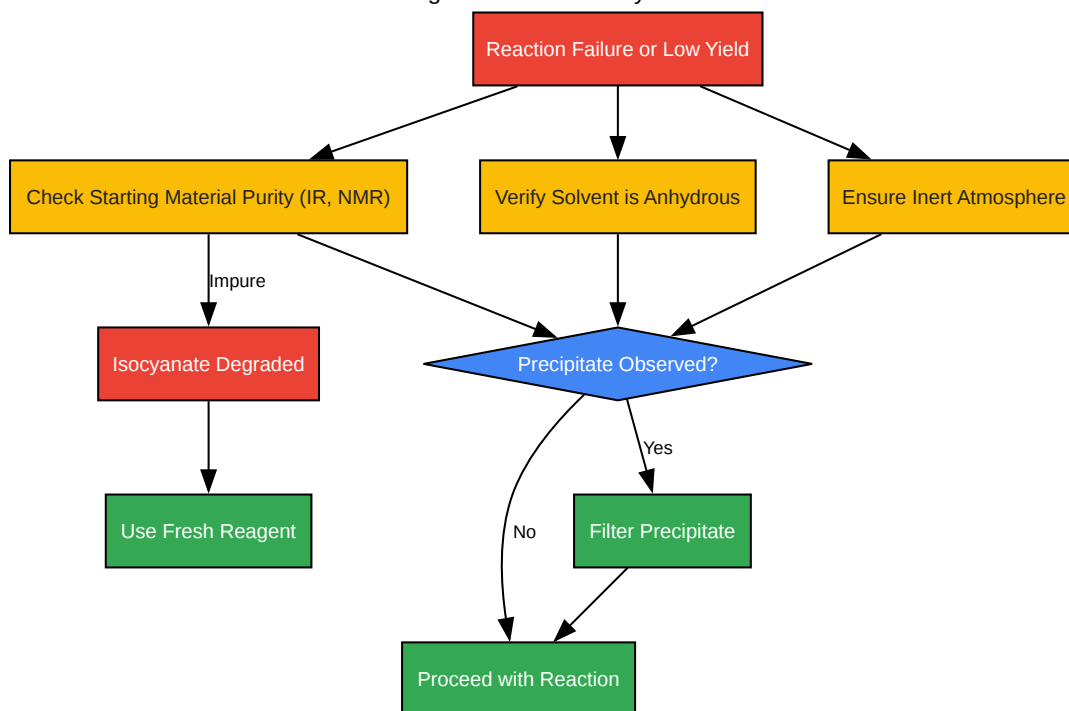 Reaction Failure or Low Yield
Check Starting Material Purity (IR, NMR)
Verify Solvent is Anhydrous
Ensure Inert Atmosphere
Impure
Isocyanate Degraded
Precipitate Observed?
Yes
Use Fresh Reagent
No
Filter Precipitate
Proceed with Reaction